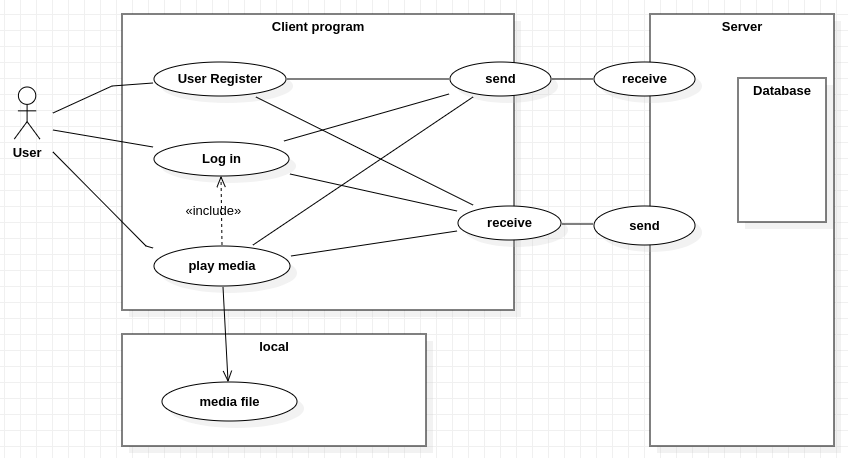 Client program
Server
User Register
send
receive
Database
User
Log in
«include»
receive
send
play media
local
media file